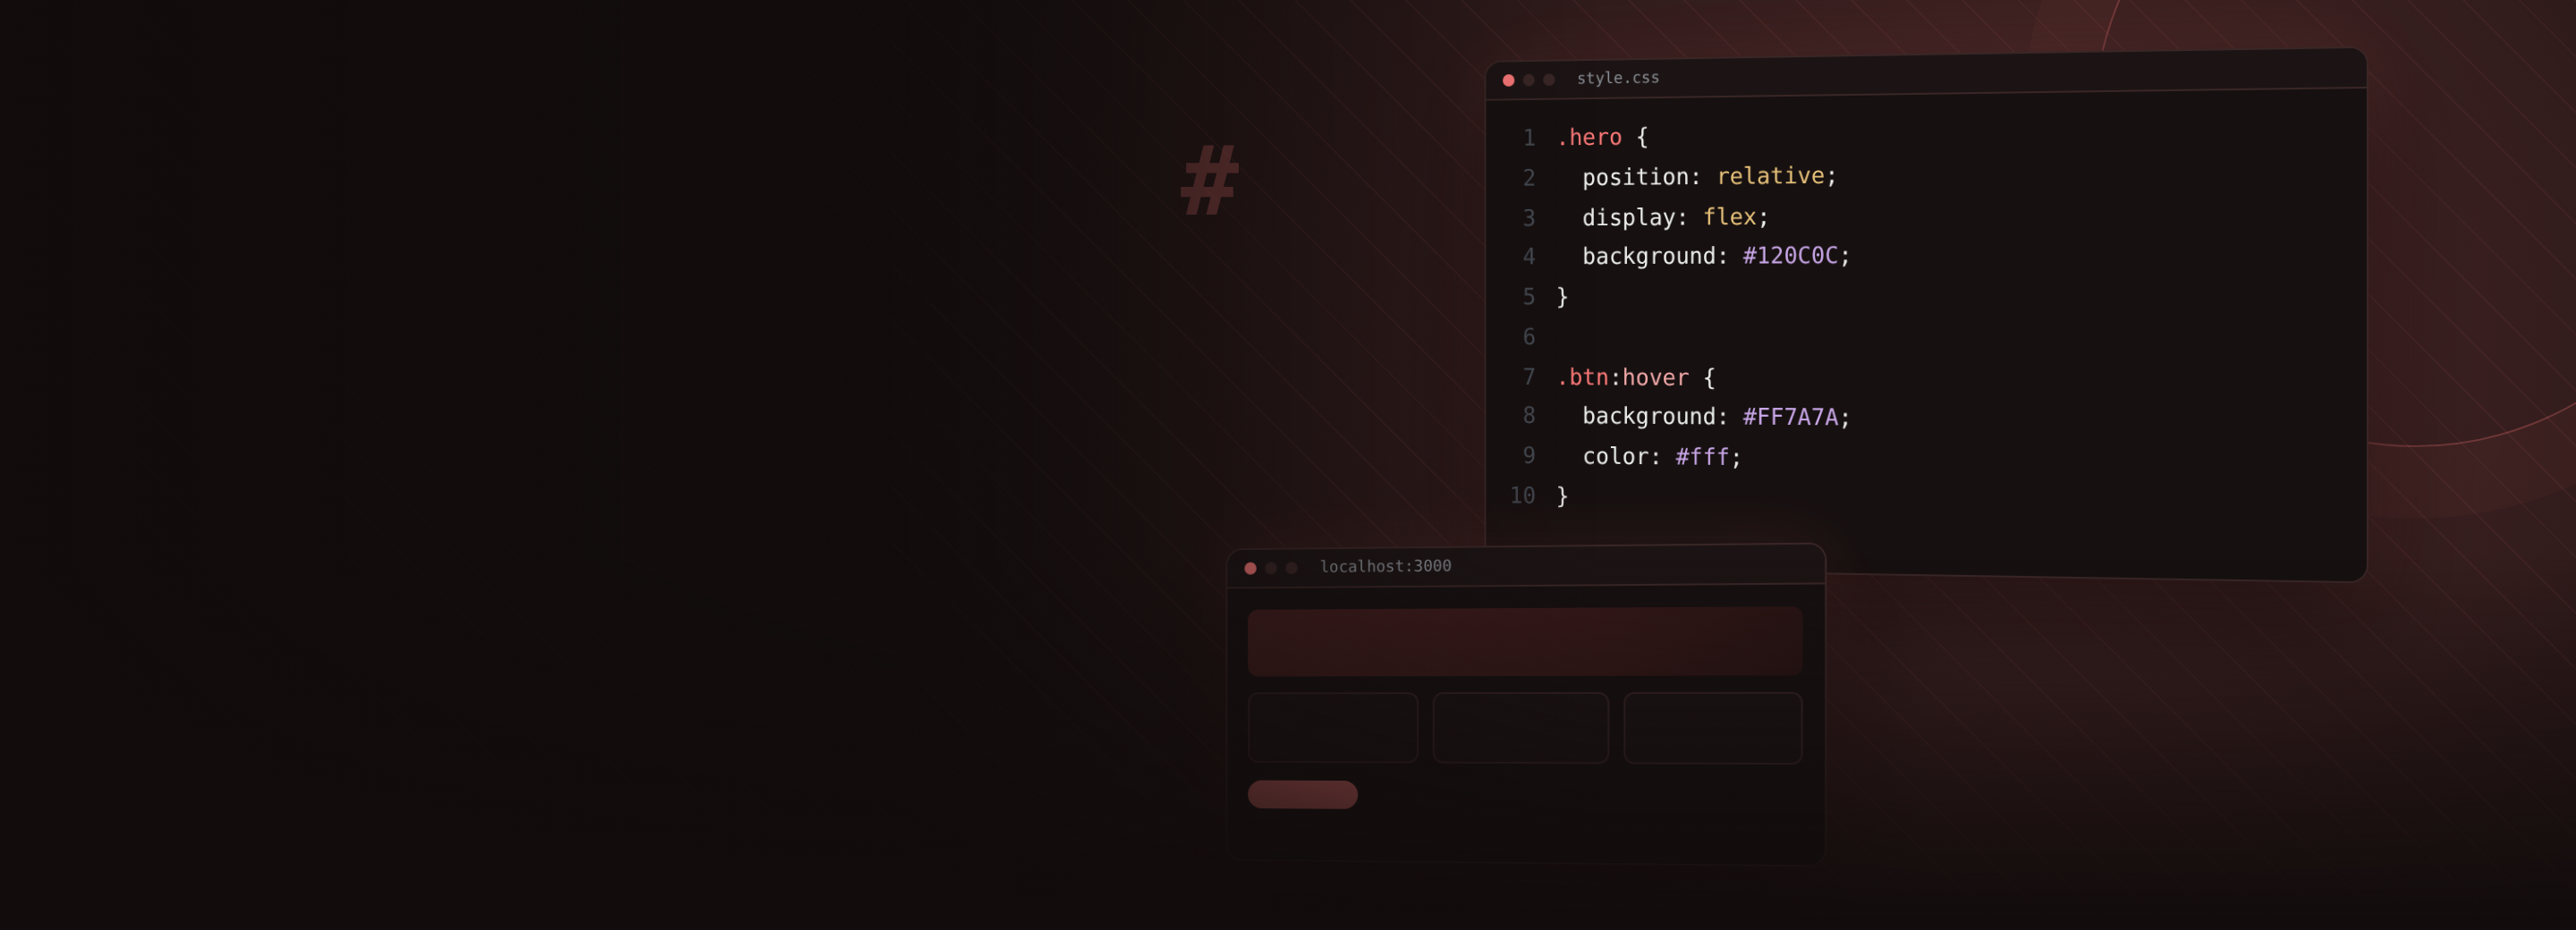 #
style.css
1 .hero {
2   position: relative;
3   display: flex;
4   background: #120C0C;
5 }
6
7 .btn:hover {
8   background: #FF7A7A;
9   color: #fff;
10 }
localhost:3000